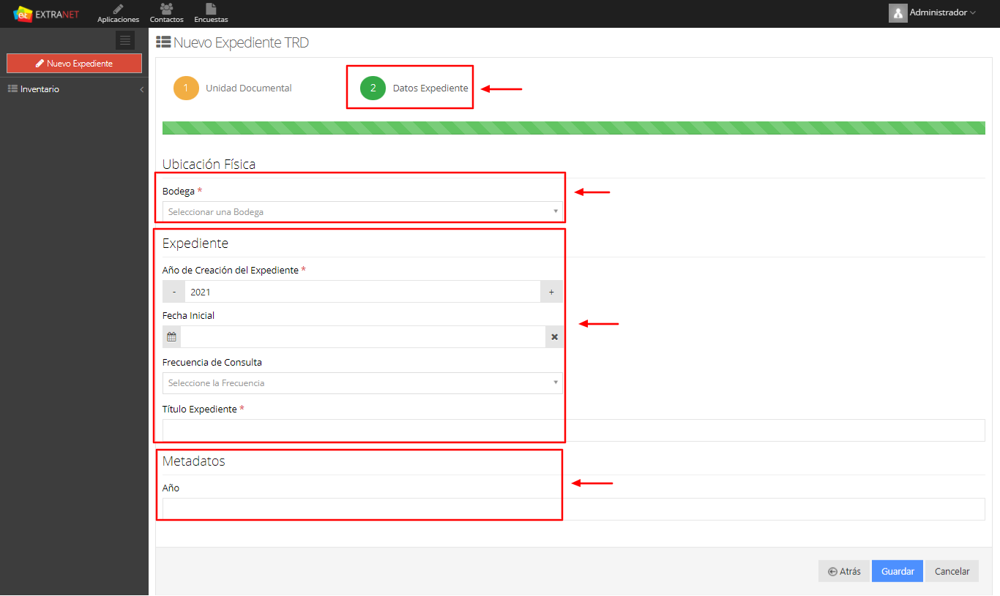 et EXTRANET
Aplicaciones
Contactos
Encuestas
Administrador
Nuevo Expediente
Inventario
Nuevo Expediente TRD
1 Unidad Documental
2 Datos Expediente
Ubicación Física
Bodega *
Seleccionar una Bodega
Expediente
Año de Creación del Expediente *
- 2021 +
Fecha Inicial
Frecuencia de Consulta
Seleccione la Frecuencia
Título Expediente *
Metadatos
Año
Atrás
Guardar
Cancelar